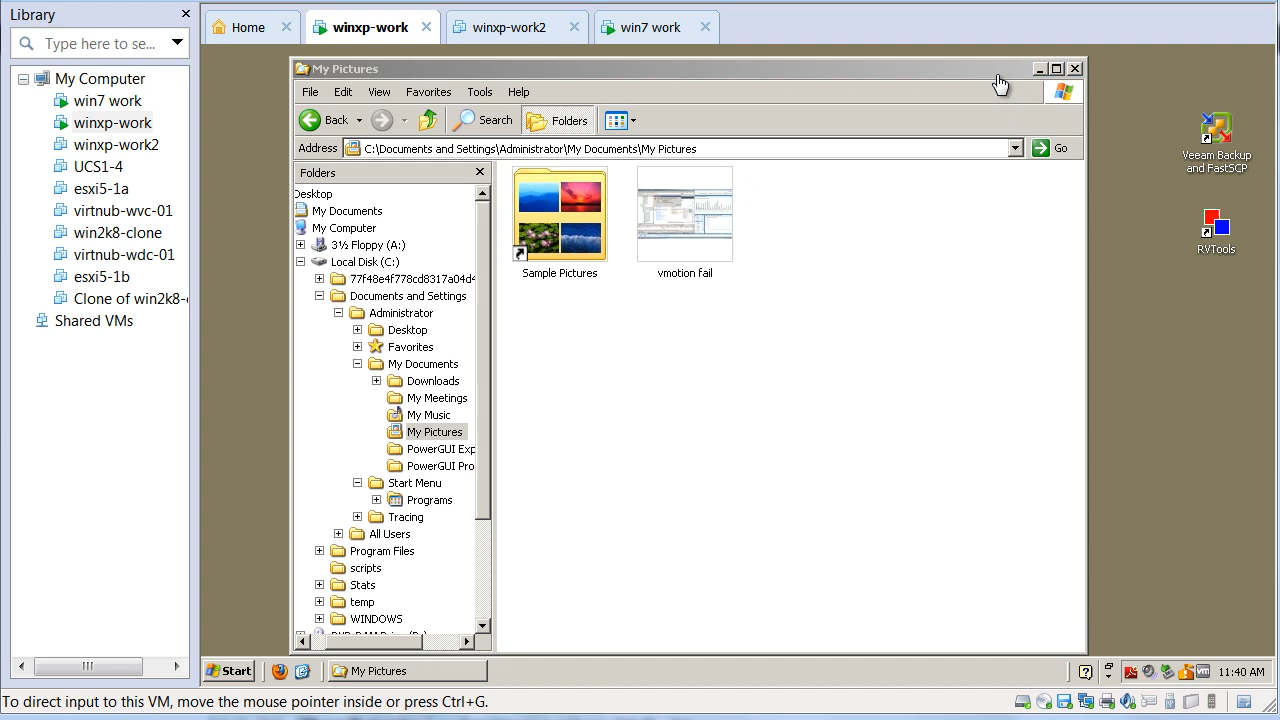 Library
Type here to se...
My Computer
win7 work
winxp-work
winxp-work2
UCS1-4
esxi5-1a
virtnub-wvc-01
win2k8-clone
virtnub-wdc-01
esxi5-1b
Clone of win2k8-
Shared VMs
Home
winxp-work
winxp-work2
win7 work
My Pictures
File Edit View Favorites Tools Help
Back Search Folders
Address C:\Documents and Settings\Administrator\My Documents\My Pictures Go
Folders
Desktop
My Documents
My Computer
3½ Floppy (A:)
Local Disk (C:)
77f48e4f778cd8317a04d4
Documents and Settings
Administrator
Desktop
Favorites
My Documents
Downloads
My Meetings
My Music
My Pictures
PowerGUI Exp
PowerGUI Pro
Start Menu
Programs
Tracing
All Users
Program Files
scripts
Stats
temp
WINDOWS
Sample Pictures
vmotion fail
Veeam Backup
and FastSCP
RVTools
Start
My Pictures
11:40 AM
To direct input to this VM, move the mouse pointer inside or press Ctrl+G.